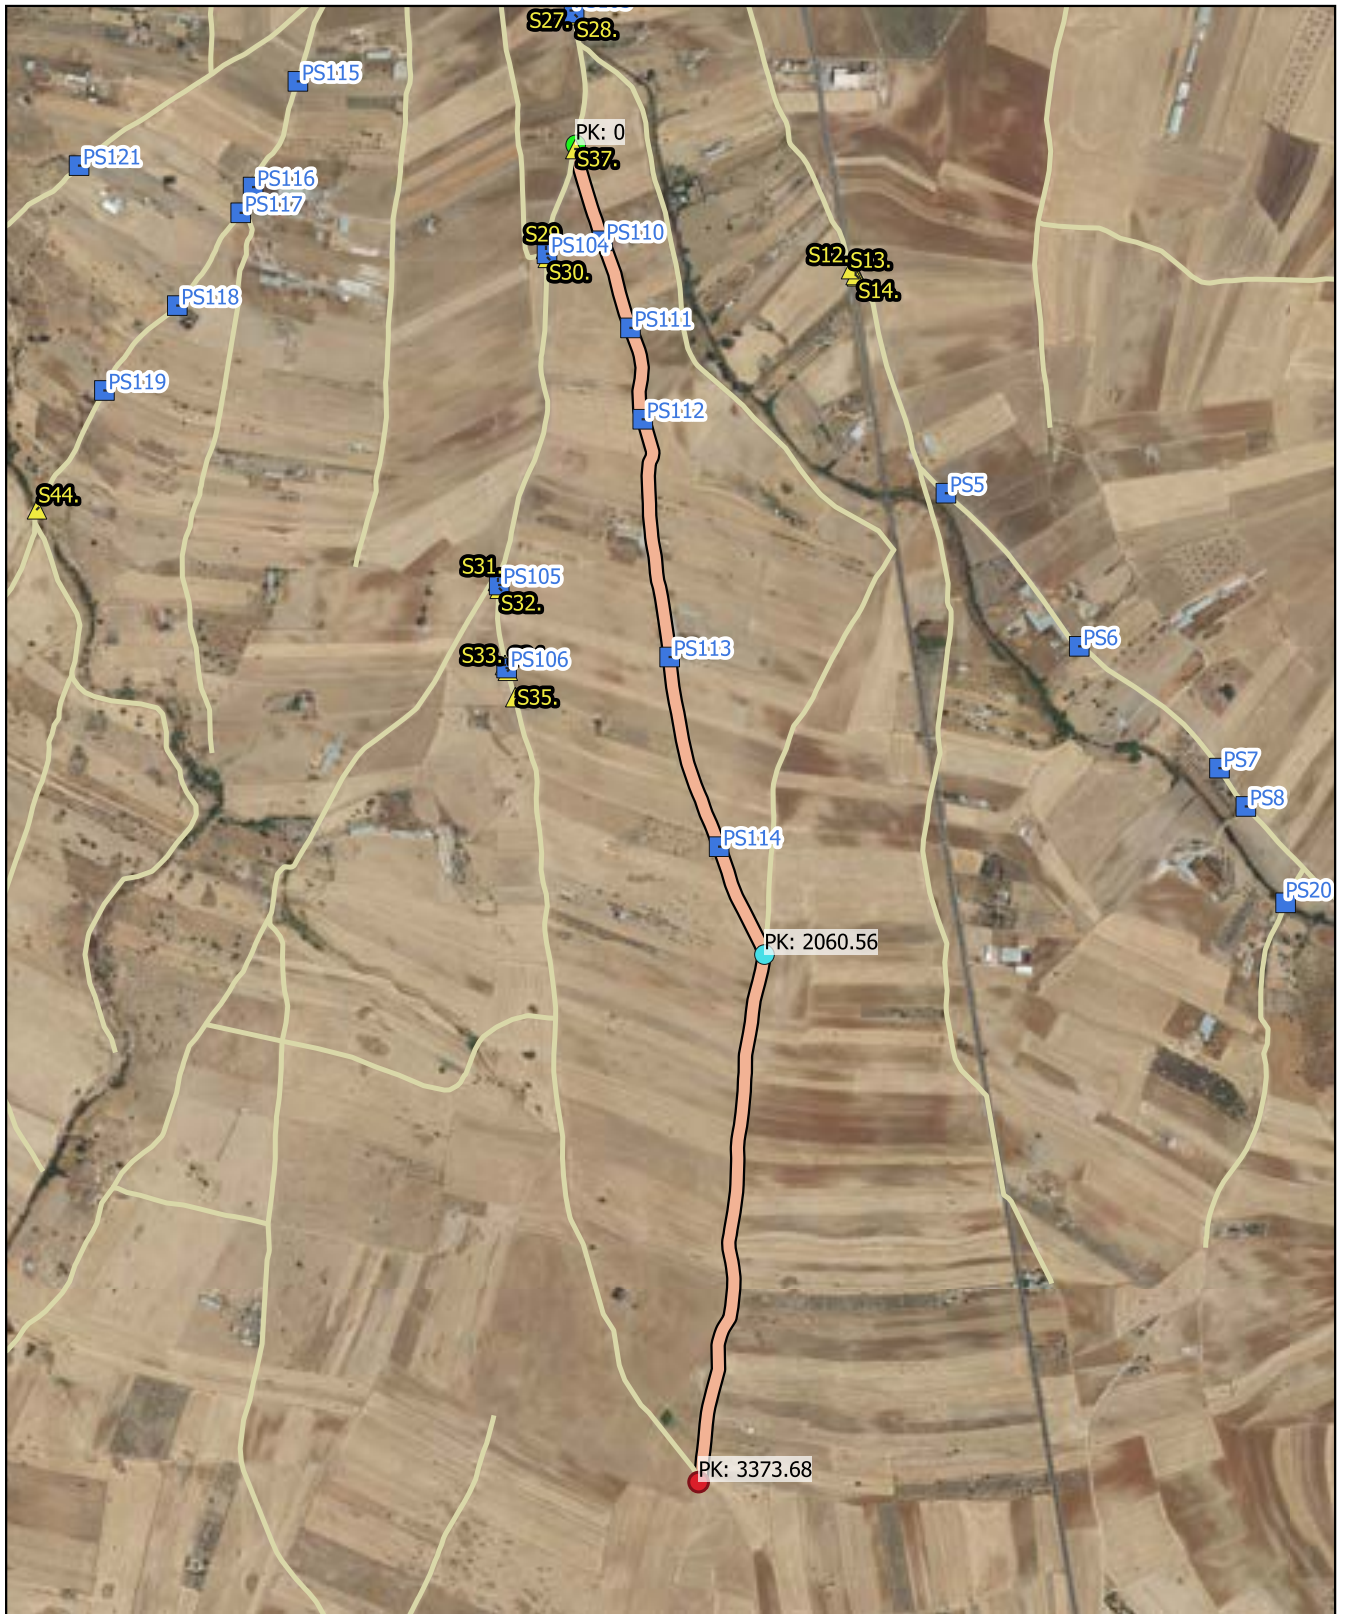 S27.
S28.
PS115
PK: 0
PS121
S37.
PS116
PS117
PS110
S29
PS104
S30.
S12.
S13.
S14.
PS118
PS111
PS119
PS112
S44.
PS5
S31.
PS105
S32.
PS6
S33.
PS106
PS113
S35.
PS7
PS8
PS114
PS20
PK: 2060.56
PK: 3373.68